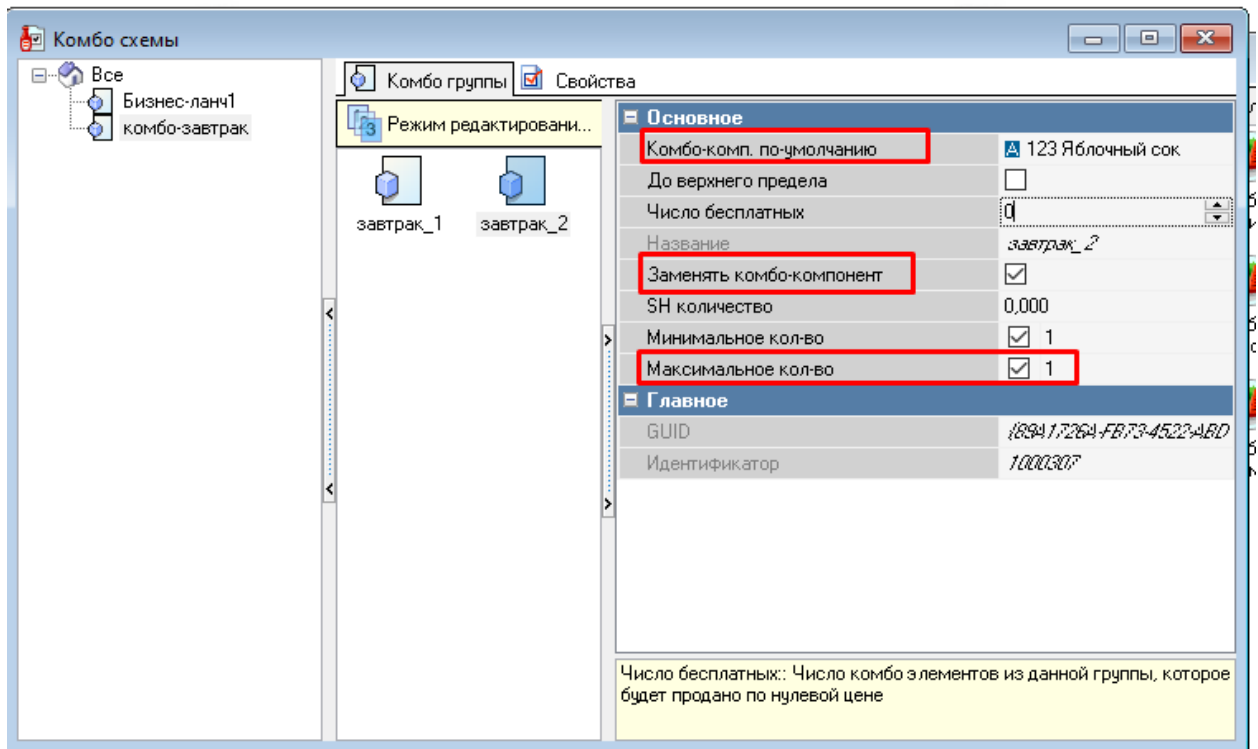 Комбо схемы
Все
Бизнес-ланч1
комбо-завтрак
Комбо группы
Свойства
Режим редактировани...
завтрак_1
завтрак_2
Основное
Комбо-комп. по-умолчанию
123 Яблочный сок
До верхнего предела
Число бесплатных
0
Название
завтрак_2
Заменять комбо-компонент
SH количество
0,000
Минимальное кол-во
1
Максимальное кол-во
1
Главное
GUID
{89A1726A-FB73-4522-ABD
Идентификатор
1000307
Число бесплатных:: Число комбо элементов из данной группы, которое
будет продано по нулевой цене